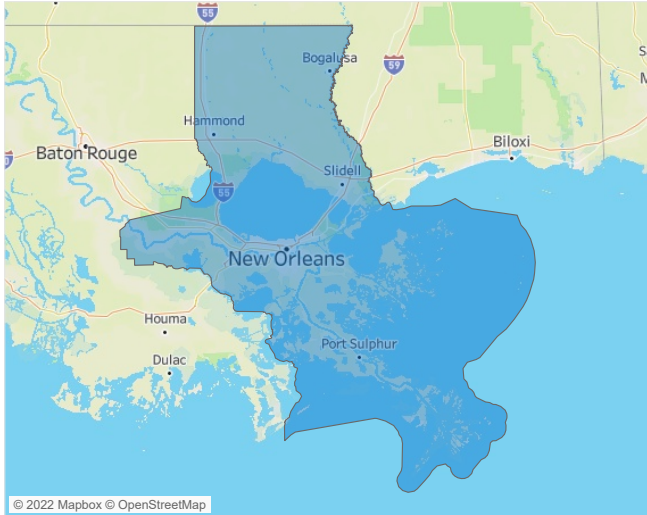 55
Bogalusa
59
S
M
Hammond
Baton Rouge
Biloxi
Slidell
55
New Orleans
Houma
Port Sulphur
Dulac
© 2022 Mapbox © OpenStreetMap